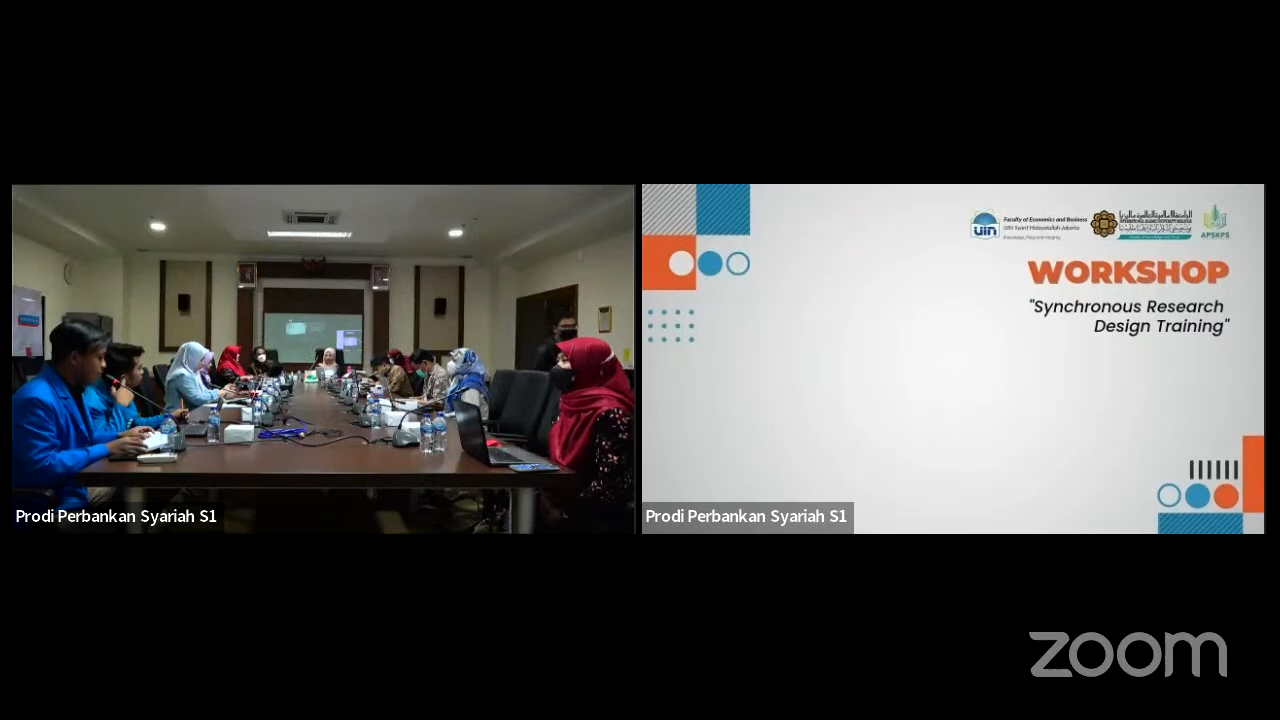 Prodi Perbankan Syariah S1
uin
Faculty of Economics and Business
UIN Syarif Hidayatullah Jakarta
APSKPS
WORKSHOP
"Synchronous Research
Design Training"
Prodi Perbankan Syariah S1
zoom